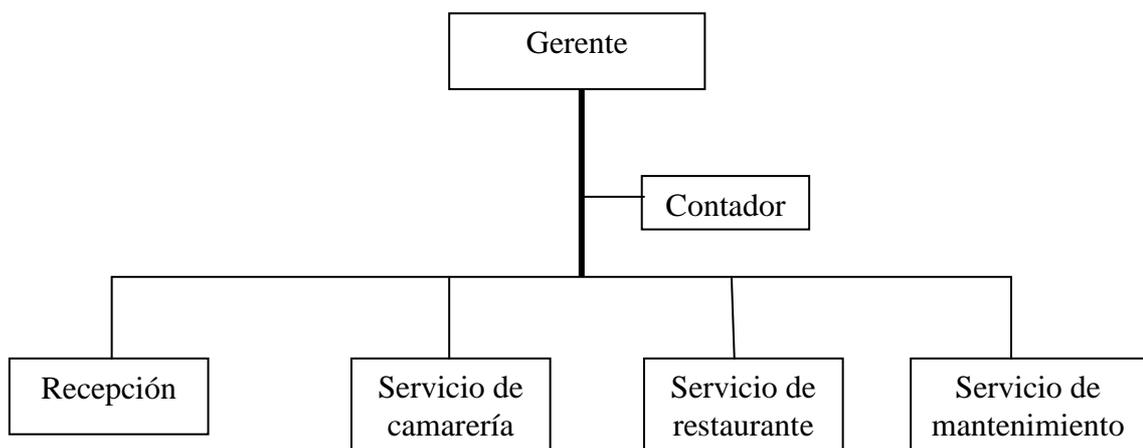 Gerente
Contador
Recepción
Servicio de
camarería
Servicio de
restaurante
Servicio de
mantenimiento